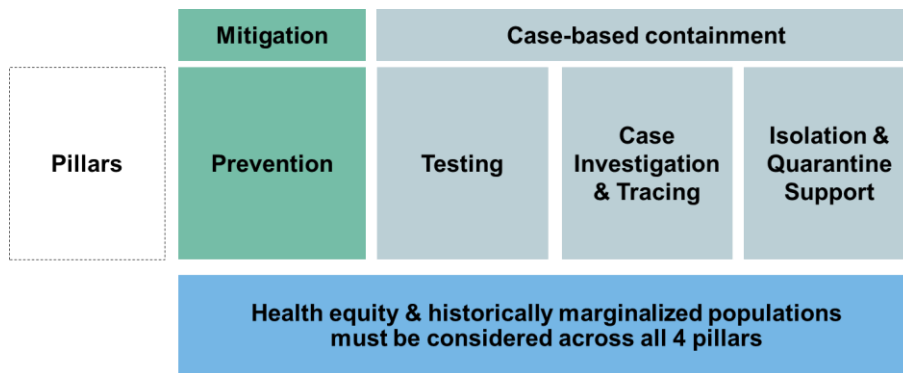 Mitigation
Case-based containment
Pillars
Prevention
Testing
Case
Investigation
& Tracing
Isolation &
Quarantine
Support
Health equity & historically marginalized populations
must be considered across all 4 pillars